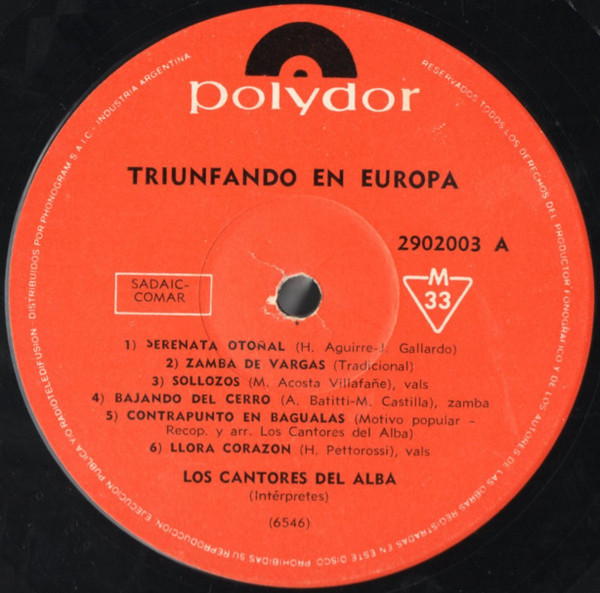 polydor
TRIUNFANDO EN EUROPA
2902003 A
SADAIC-
COMAR
M
33
1) SERENATA OTOÑAL (H. Aguirre-J. Gallardo)
2) ZAMBA DE VARGAS (Tradicional)
3) SOLLOZOS (M. Acosta Villafañe), vals
4) BAJANDO DEL CERRO (A. Batitti-M. Castilla), zamba
5) CONTRAPUNTO EN BAGUALAS (Motivo popular -
Recop. y arr. Los Cantores del Alba)
6) LLORA CORAZON (H. Pettorossi), vals
LOS CANTORES DEL ALBA
(Intérpretes)
(6546)
RESERVADOS TODOS LOS DERECHOS DEL PRODUCTOR FONOGRAFICO Y DE LOS AUTORES DE LAS OBRAS REGISTRADAS EN ESTE DISCO PROHIBIDAS SU REPRODUCCION, EJECUCION PUBLICA Y/O RADIOTELEDIFUSION - DISTRIBUIDOS POR PHONOGRAM S.A.I.C. - INDUSTRIA ARGENTINA